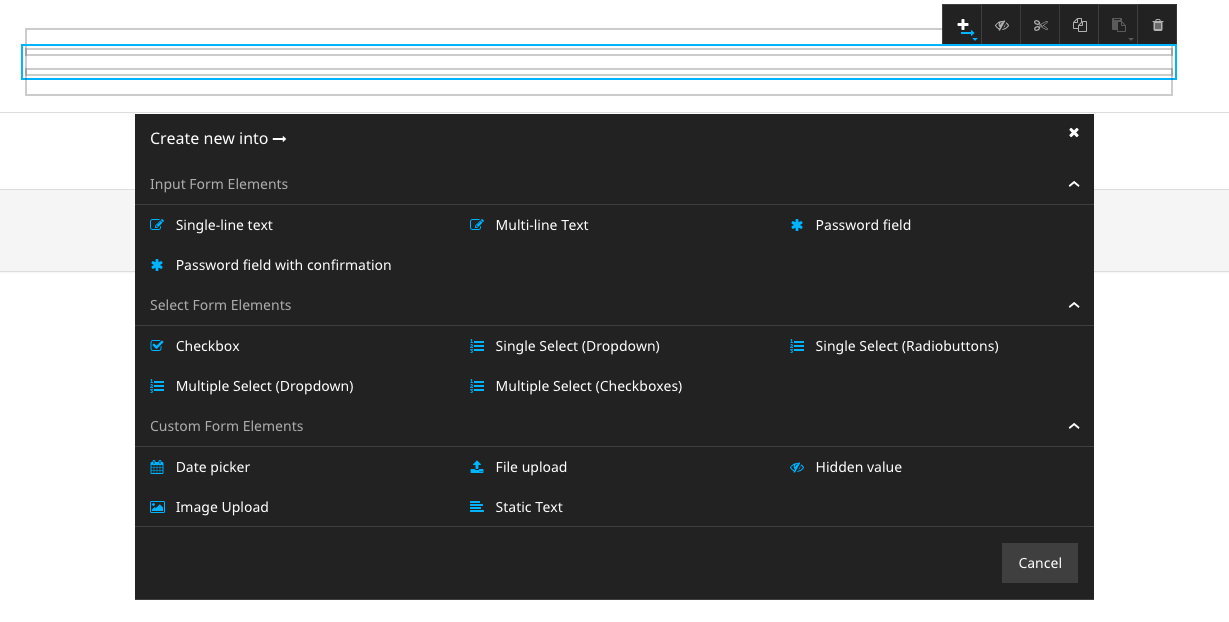 Create new into
Input Form Elements
Single-line text
Multi-line Text
Password field
Password field with confirmation
Select Form Elements
Checkbox
Single Select (Dropdown)
Single Select (Radiobuttons)
Multiple Select (Dropdown)
Multiple Select (Checkboxes)
Custom Form Elements
Date picker
File upload
Hidden value
Image Upload
Static Text
Cancel